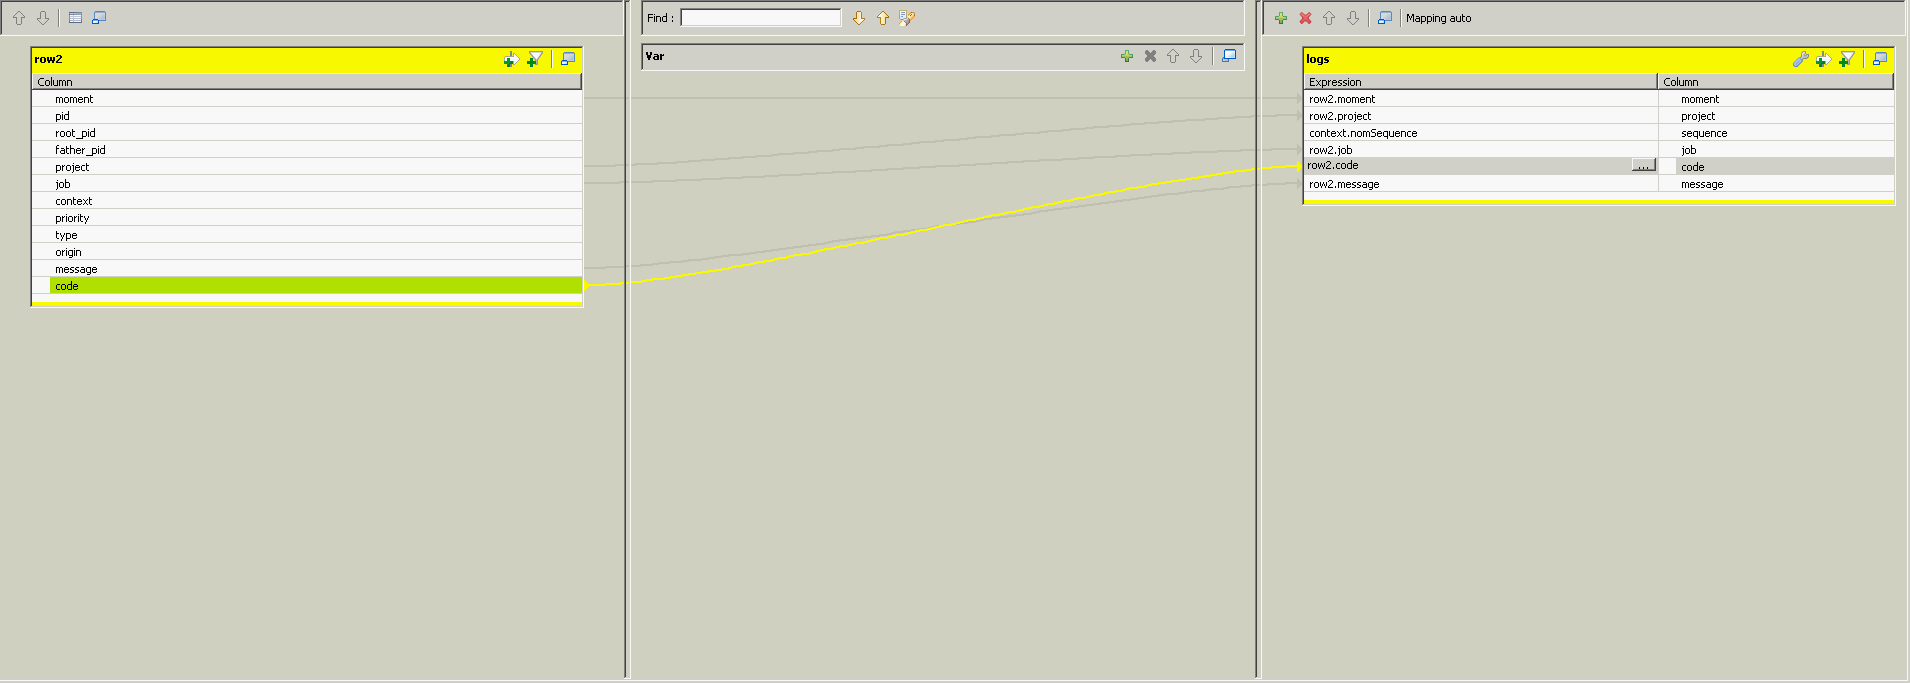 Find :
Mapping auto
row2
Column
moment
pid
root_pid
father_pid
project
job
context
priority
type
origin
message
code
Var
logs
Expression Column
row2.moment moment
row2.project project
context.nomSequence sequence
row2.job job
row2.code ... code
row2.message message